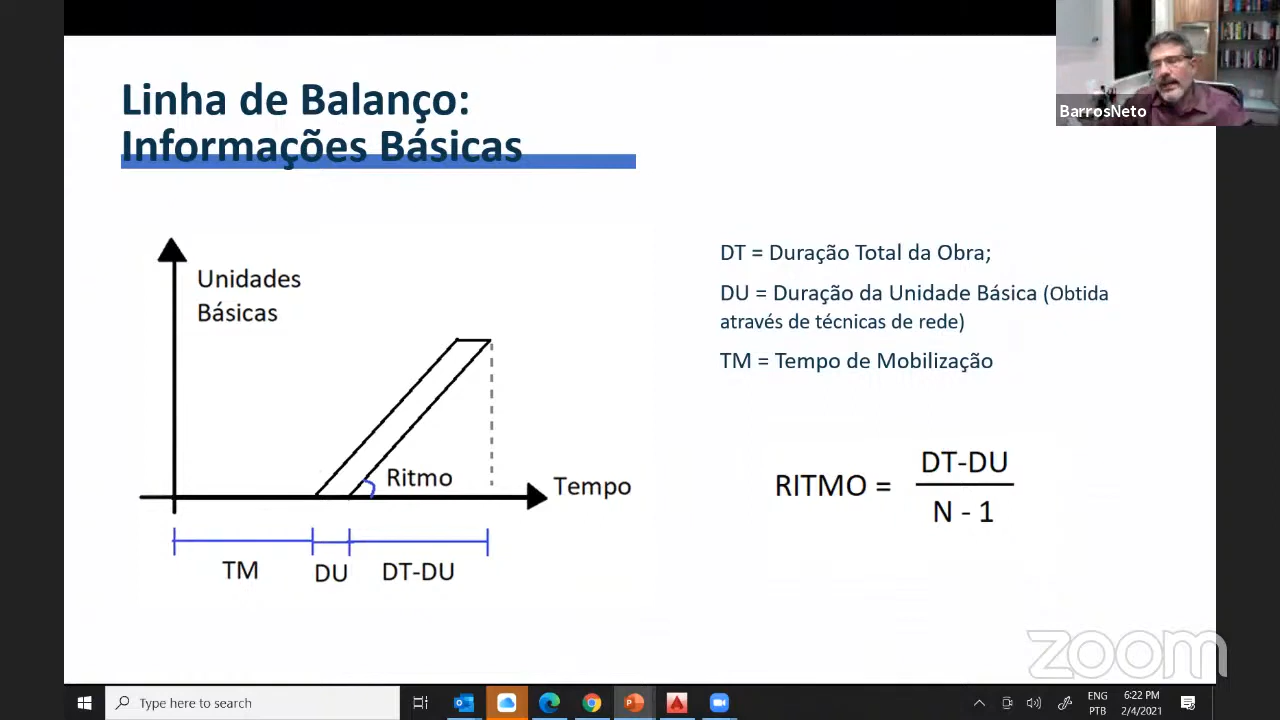 Linha de Balanço:
Informações Básicas
BarrosNeto
Unidades
Básicas
Ritmo
Tempo
TM
DU
DT-DU
DT = Duração Total da Obra;
DU = Duração da Unidade Básica (Obtida
através de técnicas de rede)
TM = Tempo de Mobilização
RITMO =
DT-DU
N - 1
zoom
Type here to search
ENG
PTB
6:22 PM
2/4/2021